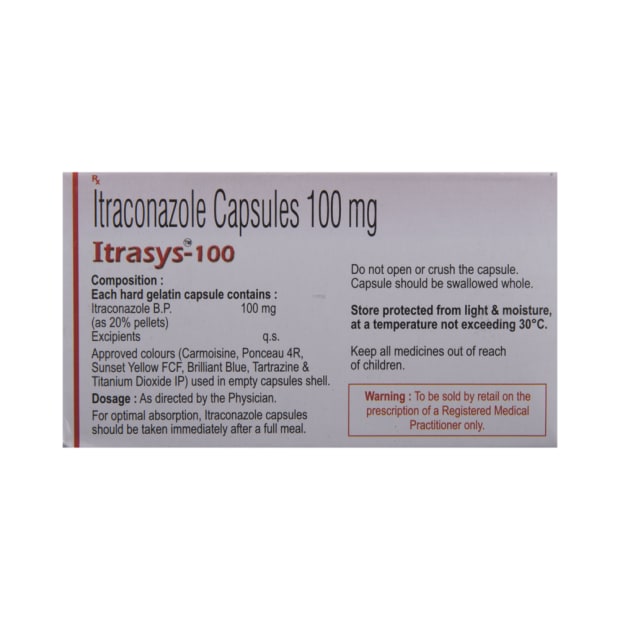 Rx
Itraconazole Capsules 100 mg
Itrasys™-100
Composition :
Each hard gelatin capsule contains :
Itraconazole B.P. 100 mg
(as 20% pellets)
Excipients q.s.
Approved colours (Carmoisine, Ponceau 4R,
Sunset Yellow FCF, Brilliant Blue, Tartrazine &
Titanium Dioxide IP) used in empty capsules shell.
Dosage : As directed by the Physician.
For optimal absorption, Itraconazole capsules
should be taken immediately after a full meal.
Do not open or crush the capsule.
Capsule should be swallowed whole.
Store protected from light & moisture,
at a temperature not exceeding 30°C.
Keep all medicines out of reach
of children.
Warning : To be sold by retail on the
prescription of a Registered Medical
Practitioner only.